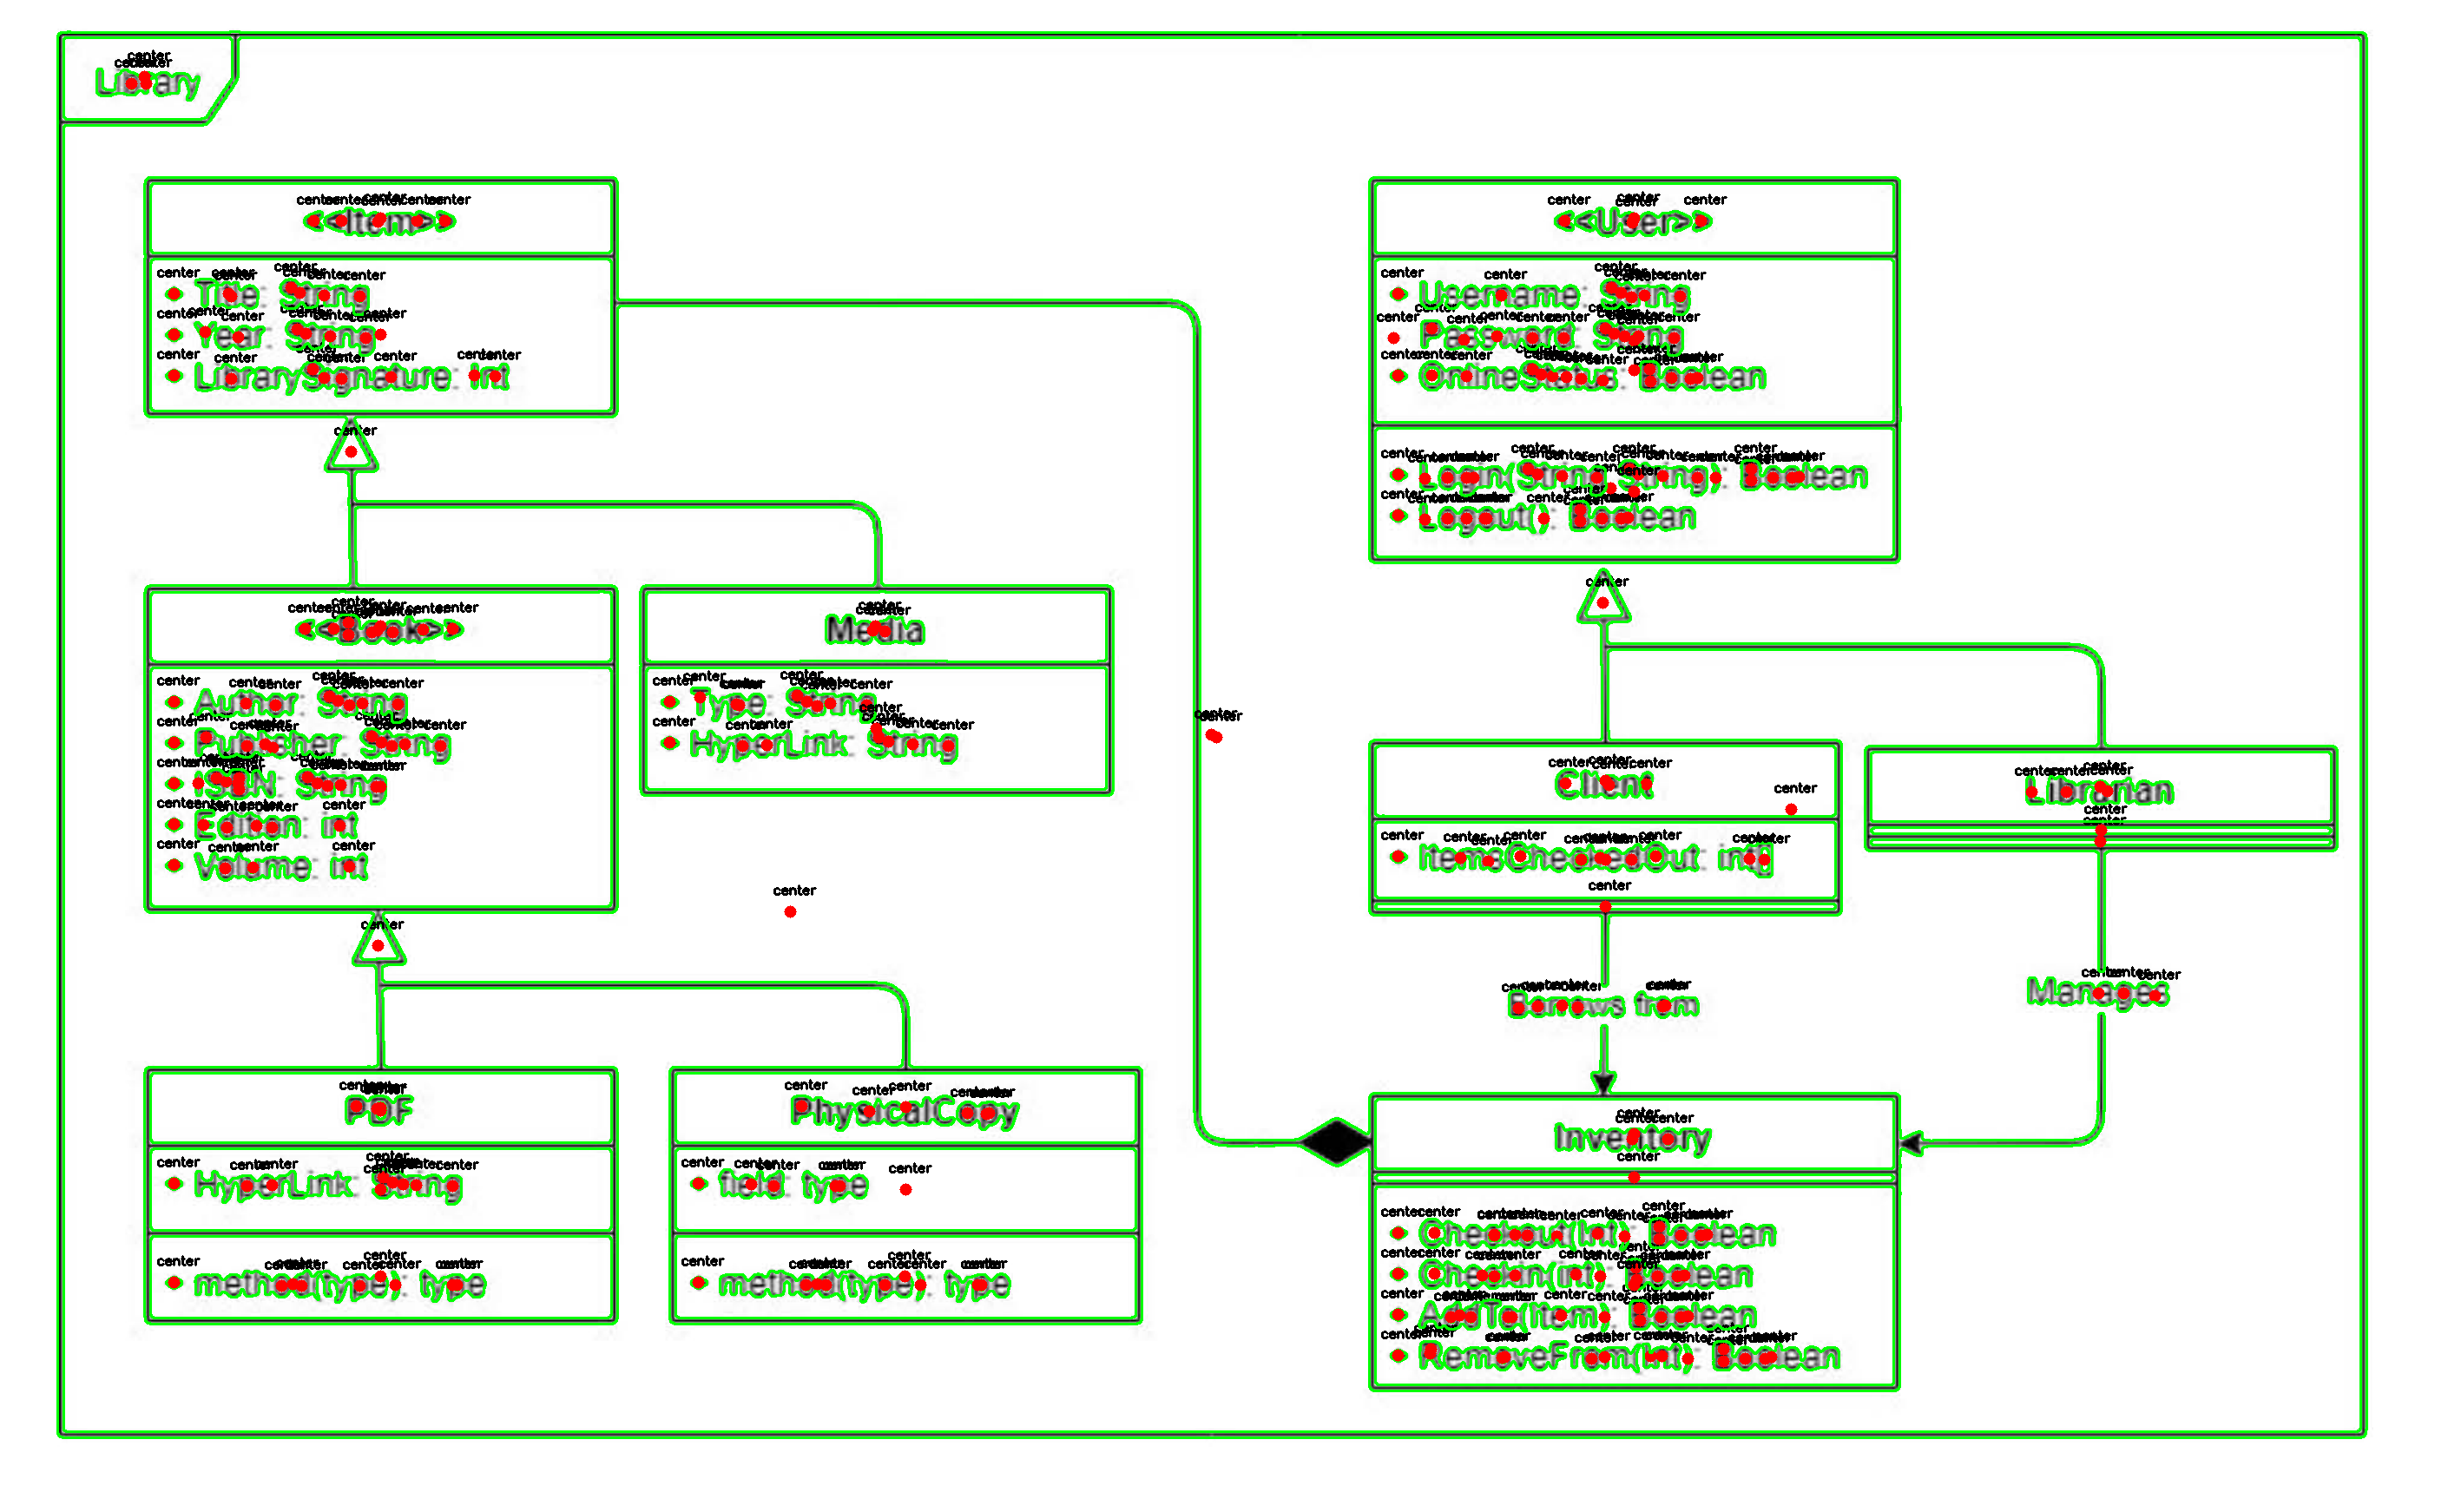 Library
<<Item>>
Title: String
Year: String
LibrarySignature: Int
<<User>>
Username: String
Password: String
OnlineStatus: Boolean
Login(String, String): Boolean
Logout(): Boolean
<<Book>>
Author: String
Publisher: String
ISBN: String
Edition: int
Volume: int
Media
Type: String
HyperLink: String
Client
ItemsCheckedOut: int[]
Librarian
Borrows from
Manages
PDF
HyperLink: String
method(type): type
PhysicalCopy
field: type
method(type): type
Inventory
Checkout(Int): Boolean
Checkin(int): Boolean
AddTo(Item): Boolean
RemoveFrom(Int): Boolean
center